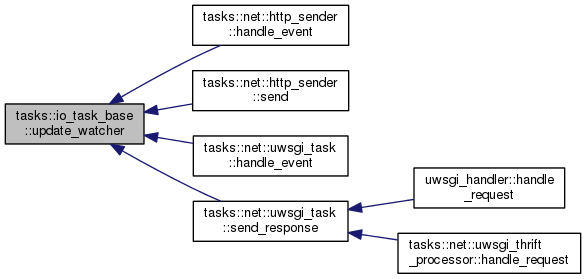 tasks::net::http_sender
::handle_event
tasks::net::http_sender
::send
tasks::io_task_base
::update_watcher
tasks::net::uwsgi_task
::handle_event
tasks::net::uwsgi_task
::send_response
uwsgi_handler::handle
_request
tasks::net::uwsgi_thrift
_processor::handle_request